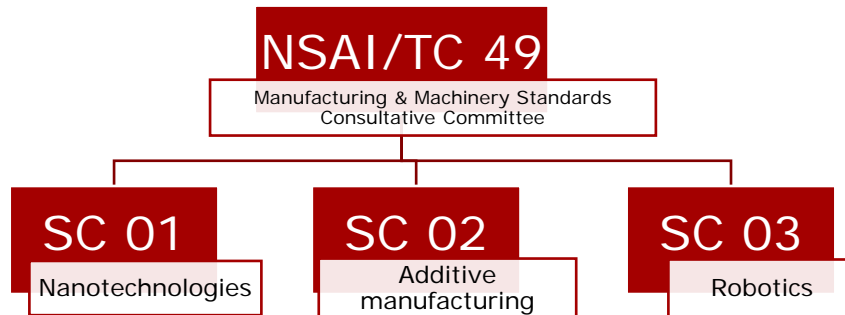 NSAI/TC 49
Manufacturing & Machinery Standards
Consultative Committee
SC 01
Nanotechnologies
SC 02
Additive
manufacturing
SC 03
Robotics